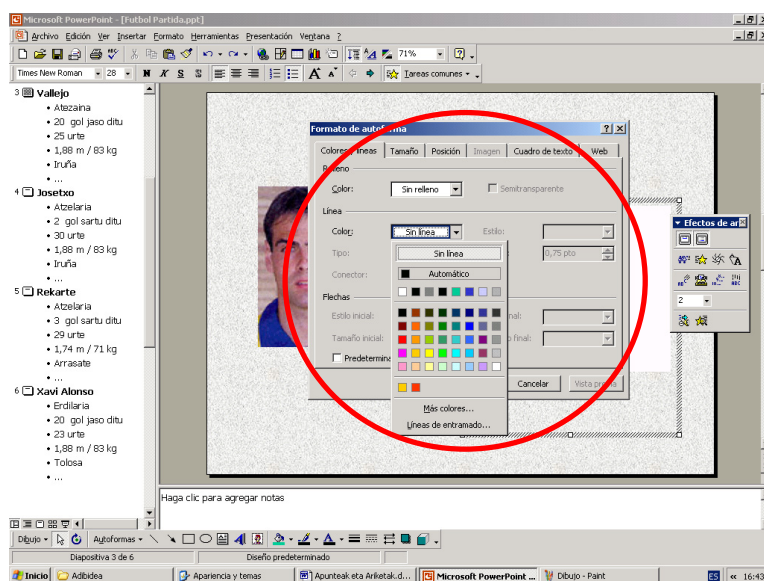 Microsoft PowerPoint - [Futbol Partida.ppt]
Archivo Edición Ver Insertar Formato Herramientas Presentación Ventana ?
71%
Times New Roman 28 N K S S Tareas comunes
3 Vallejo
• Atezaina
• 20 gol jaso ditu
• 25 urte
• 1,88 m / 83 kg
• Iruña
• ...
4 Josetxo
• Atzelaria
• 2 gol sartu ditu
• 30 urte
• 1,88 m / 83 kg
• Iruña
• ...
5 Rekarte
• Atzelaria
• 3 gol sartu ditu
• 29 urte
• 1,74 m / 71 kg
• Arrasate
• ...
6 Xavi Alonso
• Erdilaria
• 20 gol jaso ditu
• 23 urte
• 1,88 m / 83 kg
• Tolosa
• ...
Formato de autoforma
Colores líneas Tamaño Posición Imagen Cuadro de texto Web
Relleno
Color: Sin relleno Semitransparente
Línea
Color: Sin línea Estilo:
Tipo: 0,75 pto
Conector:
Flechas
Estilo inicial: nal:
Tamaño inicial: o final:
Predetermina
Cancelar Vista previa
Sin línea
Automático
Más colores...
Líneas de entramado...
Efectos de an
2
Haga clic para agregar notas
Dibujo Autoformas
Diapositiva 3 de 6 Diseño predeterminado
Inicio Adibidea Apariencia y temas Apunteak eta Ariketak.d... Microsoft PowerPoint ... Dibujo - Paint ES « 16:43